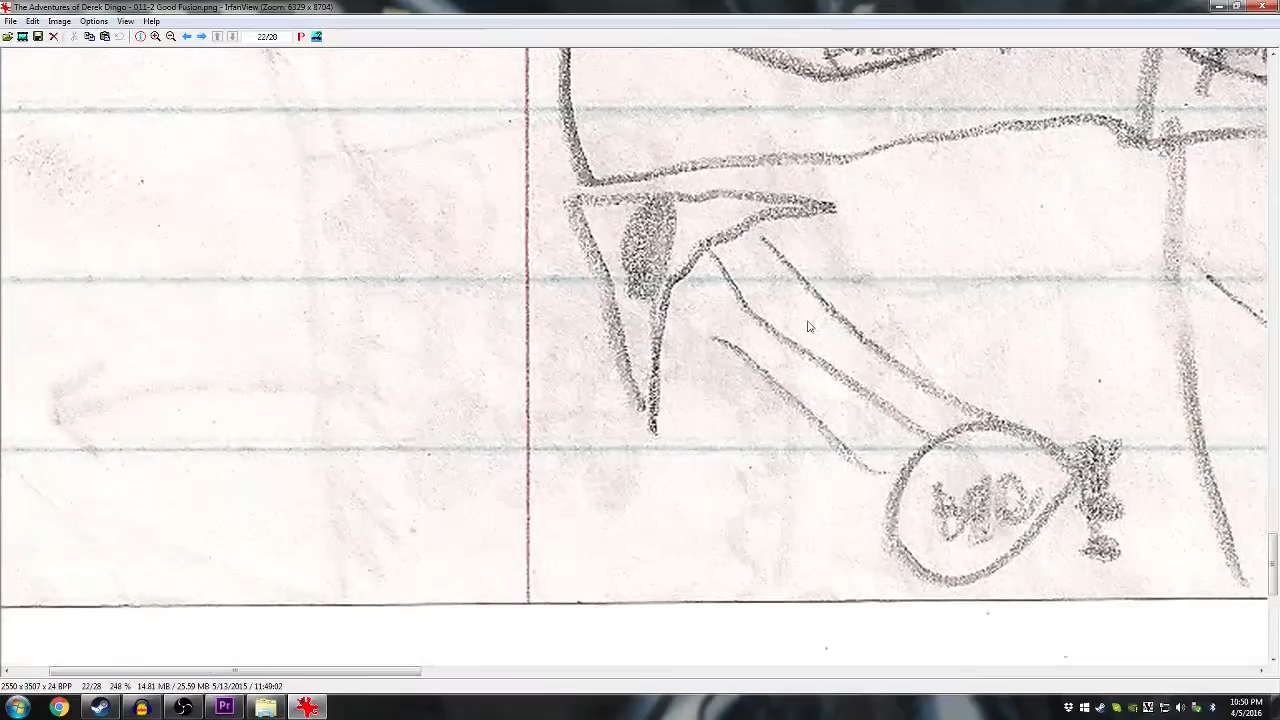 The Adventures of Derek Dingo - 011-2 Good Fusion.png - IrfanView (Zoom: 6329 x 8704)
File Edit Image Options View Help
22/28
2550 x 3507 x 24 BPP 22/28 248 % 14.81 MB / 25.59 MB 5/13/2015 / 11:49:02
Pr
10:50 PM
4/5/2016